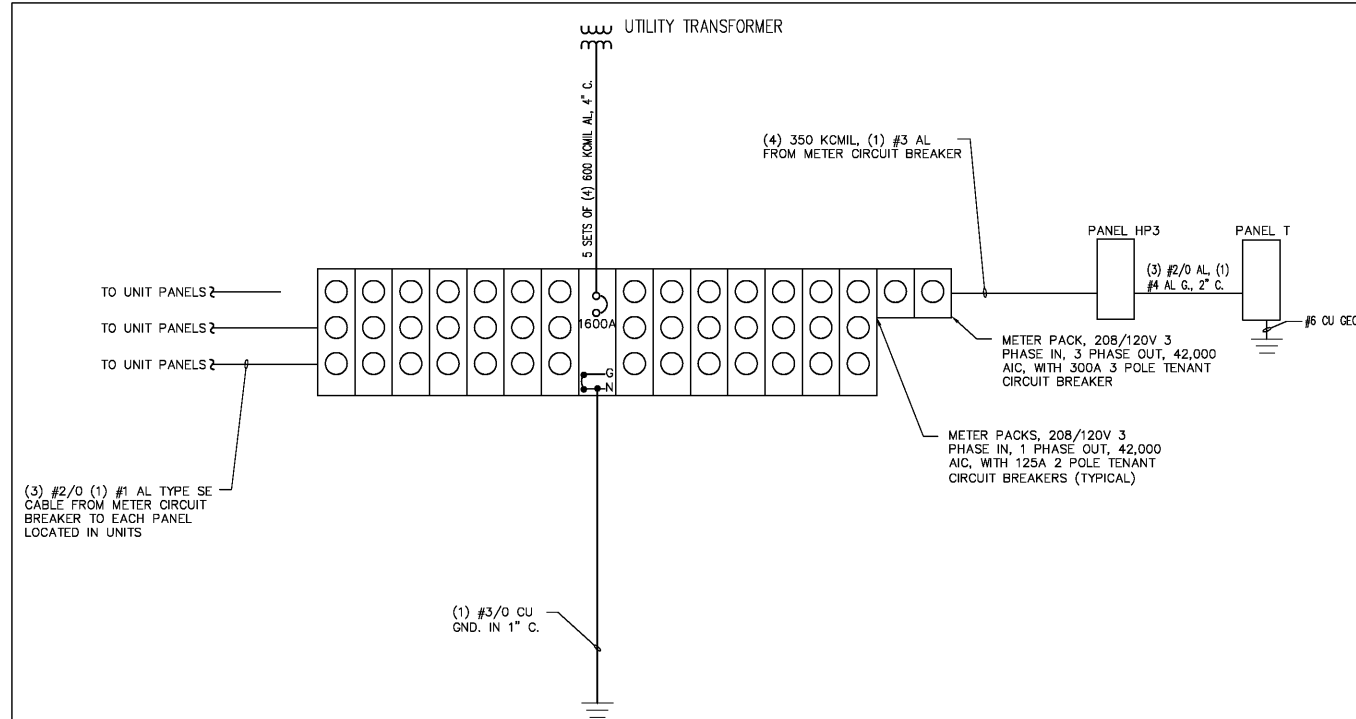 UTILITY TRANSFORMER
5 SETS OF (4) 600 KCMIL AL, 4" C.
(4) 350 KCMIL, (1) #3 AL
FROM METER CIRCUIT BREAKER
PANEL HP3
PANEL T
(3) #2/0 AL, (1)
#4 AL G., 2" C.
#6 CU GEC
TO UNIT PANELS
TO UNIT PANELS
TO UNIT PANELS
1600A
G
N
METER PACK, 208/120V 3
PHASE IN, 3 PHASE OUT, 42,000
AIC, WITH 300A 3 POLE TENANT
CIRCUIT BREAKER
METER PACKS, 208/120V 3
PHASE IN, 1 PHASE OUT, 42,000
AIC, WITH 125A 2 POLE TENANT
CIRCUIT BREAKERS (TYPICAL)
(3) #2/0 (1) #1 AL TYPE SE
CABLE FROM METER CIRCUIT
BREAKER TO EACH PANEL
LOCATED IN UNITS
(1) #3/0 CU
GND. IN 1" C.